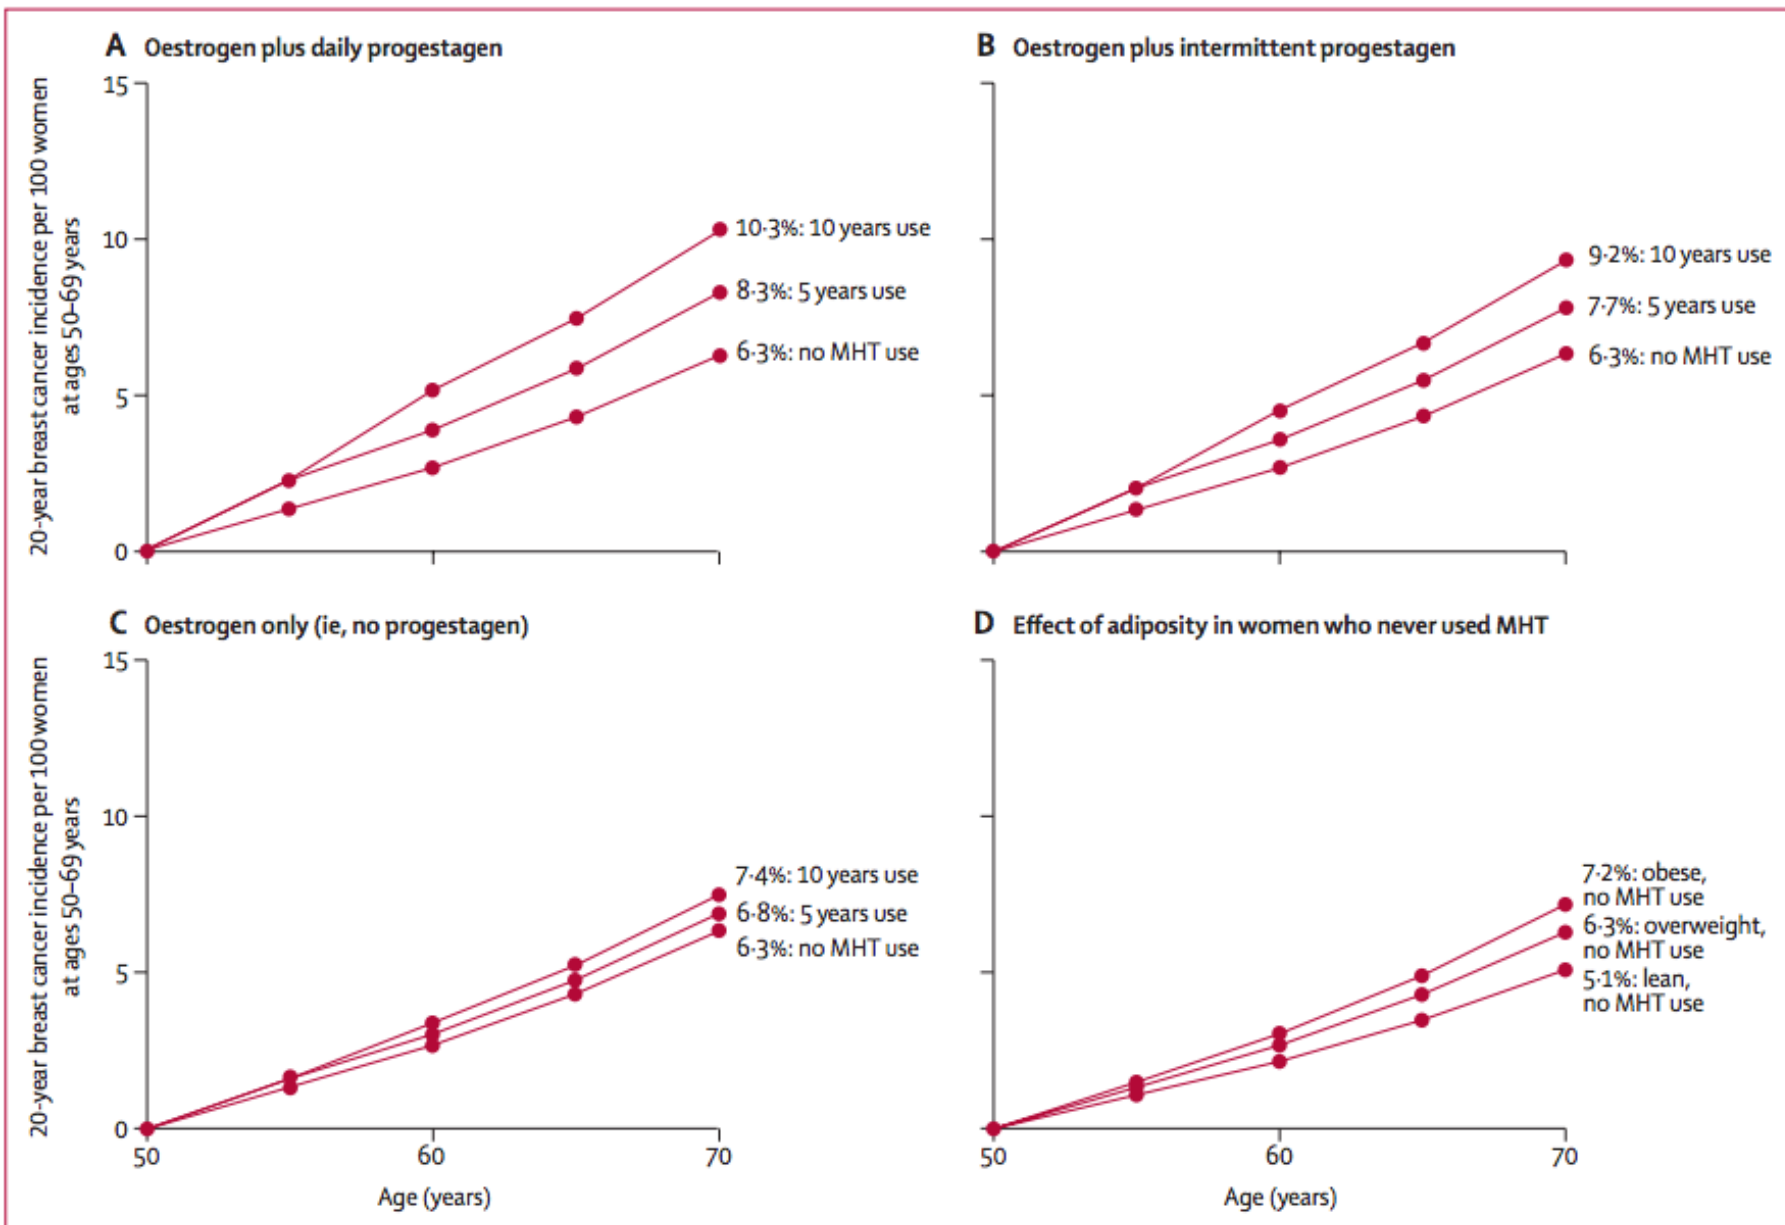 A Oestrogen plus daily progestagen
20-year breast cancer incidence per 100 women
at ages 50–69 years
15
10
5
0
10·3%: 10 years use
8·3%: 5 years use
6·3%: no MHT use
B Oestrogen plus intermittent progestagen
9·2%: 10 years use
7·7%: 5 years use
6·3%: no MHT use
C Oestrogen only (ie, no progestagen)
20-year breast cancer incidence per 100 women
at ages 50–69 years
15
10
5
0
7·4%: 10 years use
6·8%: 5 years use
6·3%: no MHT use
50
60
70
Age (years)
D Effect of adiposity in women who never used MHT
7·2%: obese,
no MHT use
6·3%: overweight,
no MHT use
5·1%: lean,
no MHT use
50
60
70
Age (years)